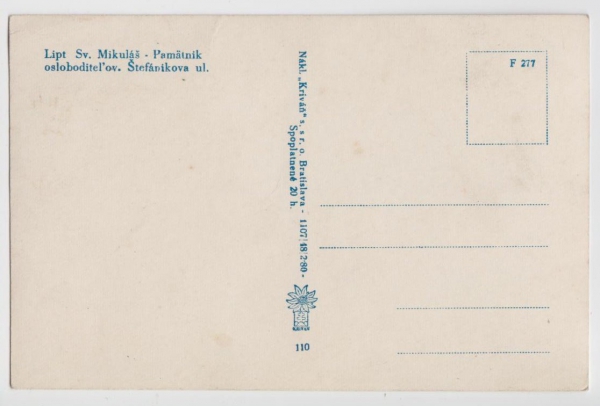 Lipt Sv. Mikuláš - Pamätník
osloboditeľov. Štefánikova ul.
Nákl. „Kriváň" s. s r. o. Bratislava - 1107/48/2-80-
Spoplatnené 20 h.
F 277
110